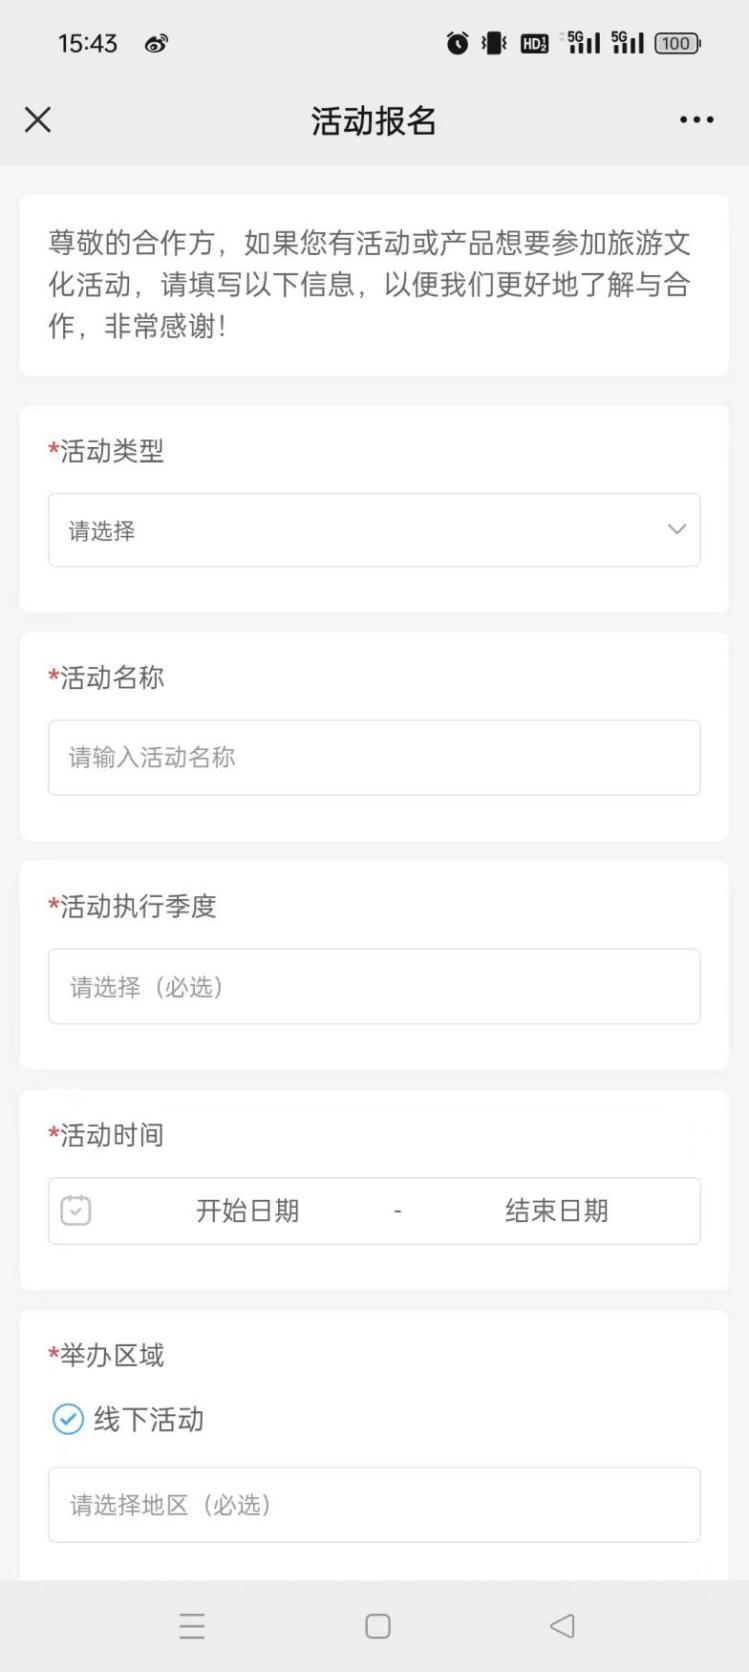 15:43 HD 5G 5G 100
活动报名
尊敬的合作方，如果您有活动或产品想要参加旅游文
化活动，请填写以下信息，以便我们更好地了解与合
作，非常感谢！
*活动类型
请选择
*活动名称
请输入活动名称
*活动执行季度
请选择（必选）
*活动时间
开始日期 - 结束日期
*举办区域
线下活动
请选择地区（必选）